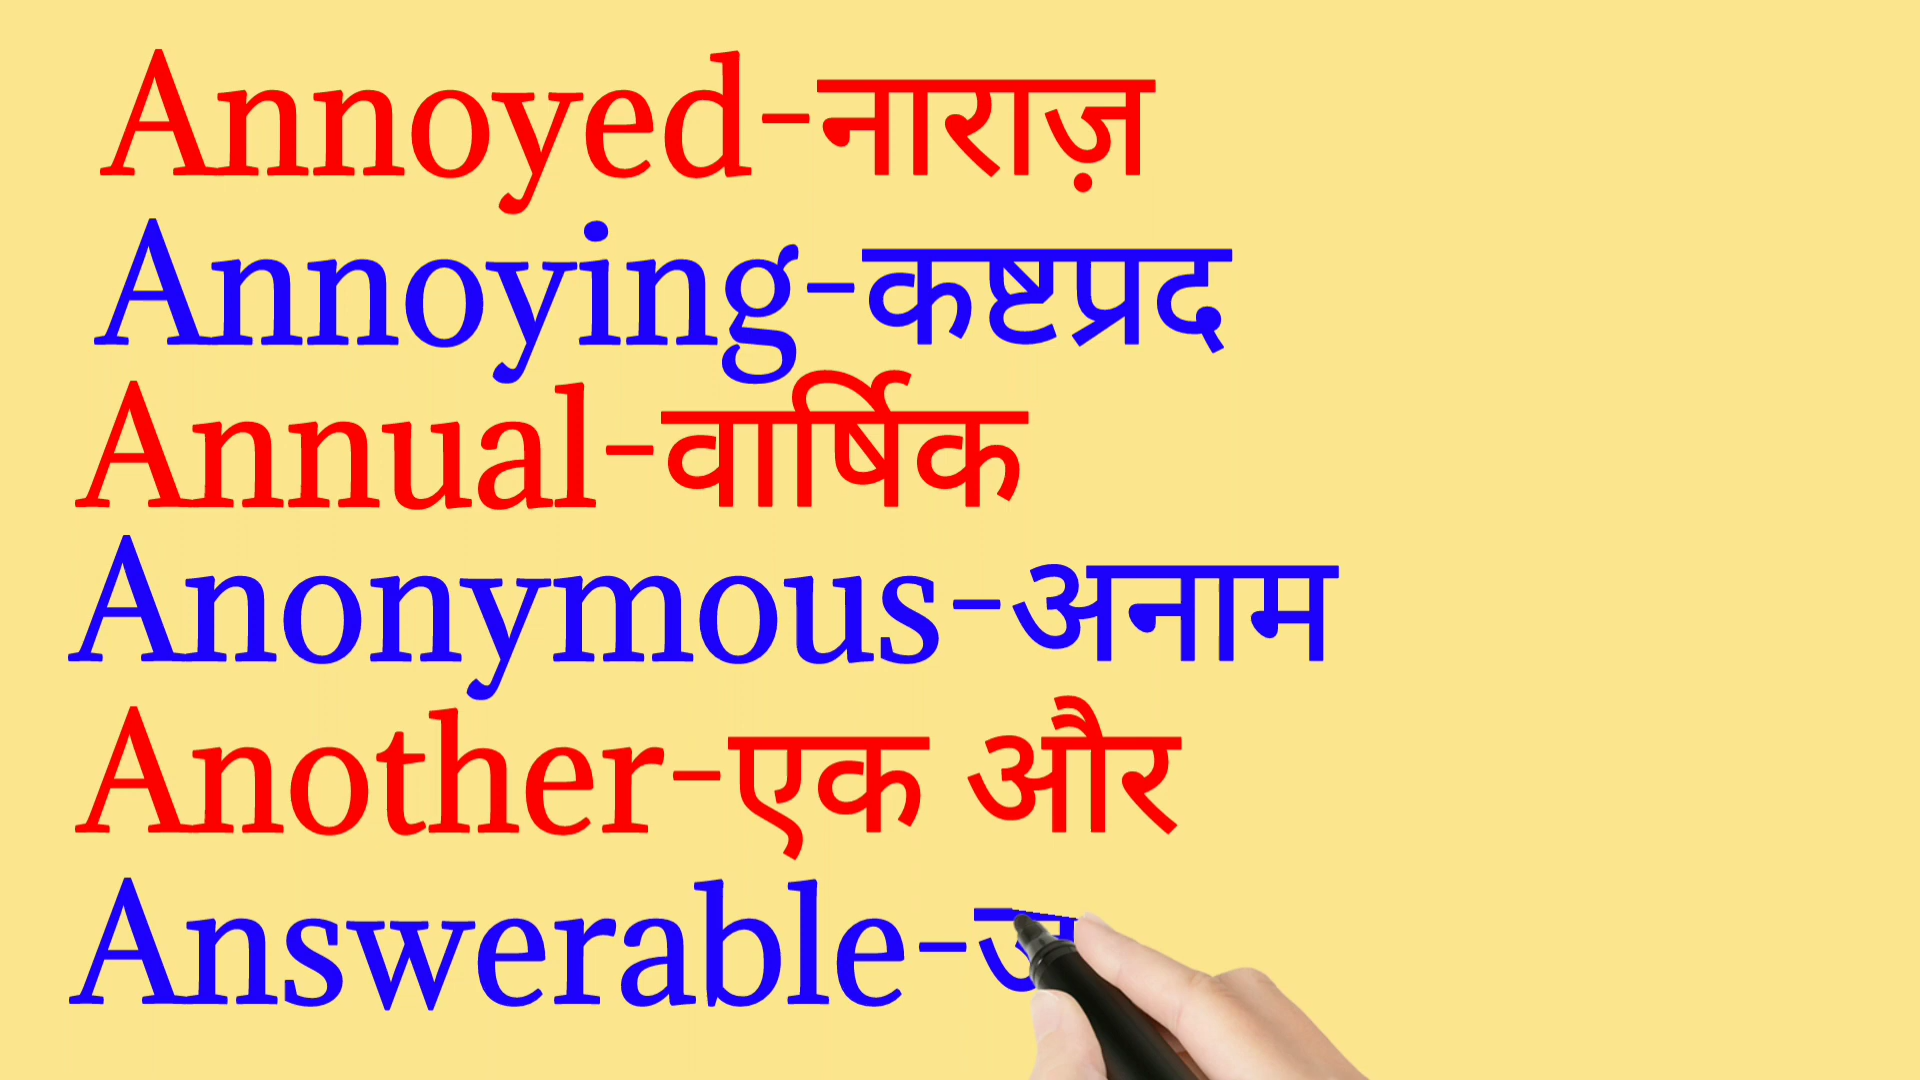 Annoyed-नाराज़
Annoying-कष्टप्रद
Annual-वार्षिक
Anonymous-अनाम
Another-एक और
Answerable-